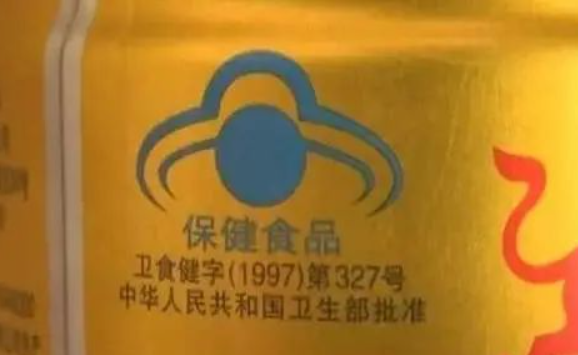 保健食品
卫食健字(1997)第327号
中华人民共和国卫生部批准